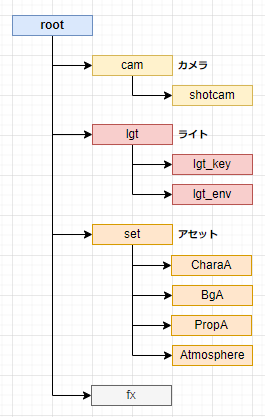 root
cam カメラ
shotcam
lgt ライト
lgt_key
lgt_env
set アセット
CharaA
BgA
PropA
Atmosphere
fx